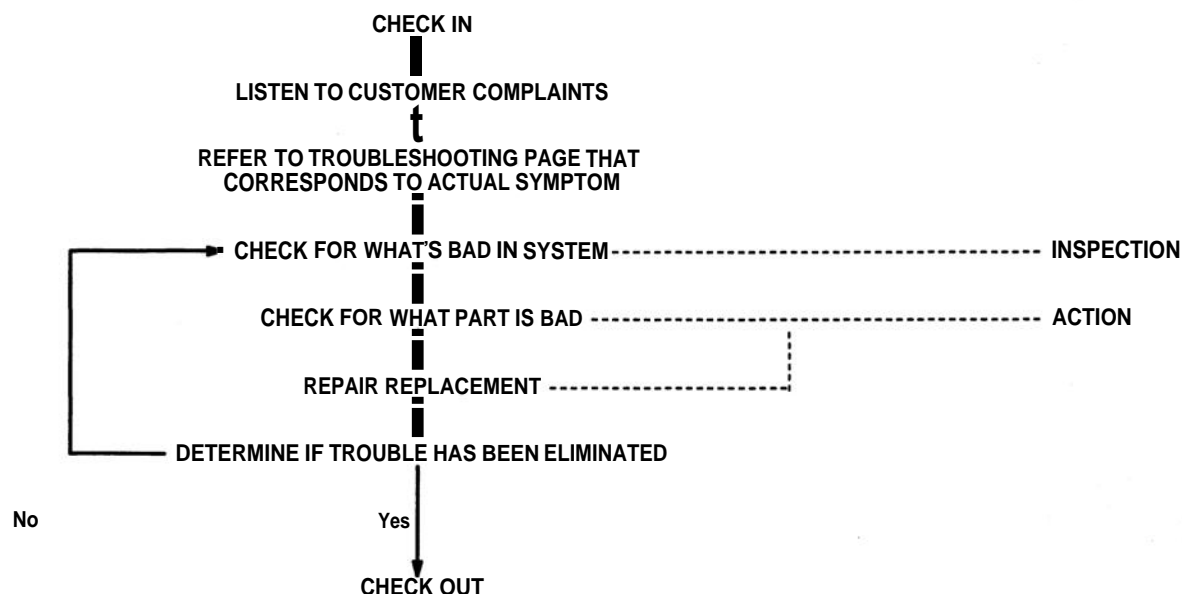 CHECK IN
LISTEN TO CUSTOMER COMPLAINTS
t
REFER TO TROUBLESHOOTING PAGE THAT
CORRESPONDS TO ACTUAL SYMPTOM
CHECK FOR WHAT'S BAD IN SYSTEM
INSPECTION
CHECK FOR WHAT PART IS BAD
ACTION
REPAIR REPLACEMENT
DETERMINE IF TROUBLE HAS BEEN ELIMINATED
No
Yes
CHECK OUT